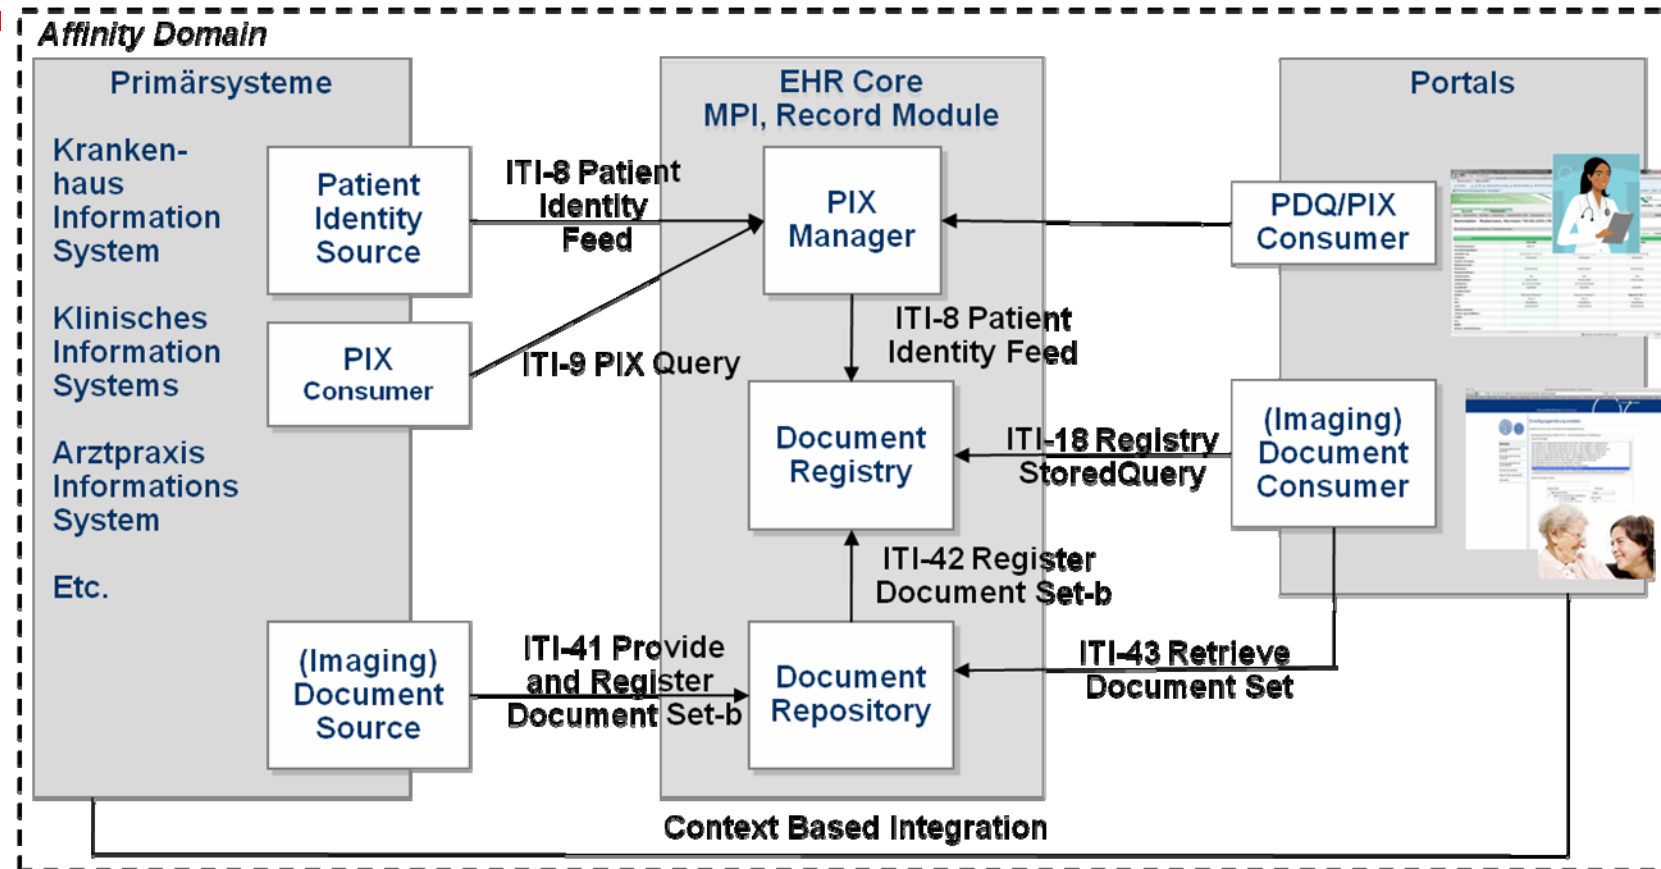 Affinity Domain
Primärsysteme
Kranken-
haus
Information
System
Klinisches
Information
Systems
Arztpraxis
Informations
System
Etc.
Patient
Identity
Source
PIX
Consumer
(Imaging)
Document
Source
ITI-8 Patient
Identity
Feed
ITI-9 PIX Query
ITI-41 Provide
and Register
Document Set-b
EHR Core
MPI, Record Module
PIX
Manager
ITI-8 Patient
Identity Feed
Document
Registry
ITI-42 Register
Document Set-b
Document
Repository
ITI-18 Registry
StoredQuery
ITI-43 Retrieve
Document Set
Portals
PDQ/PIX
Consumer
(Imaging)
Document
Consumer
Context Based Integration